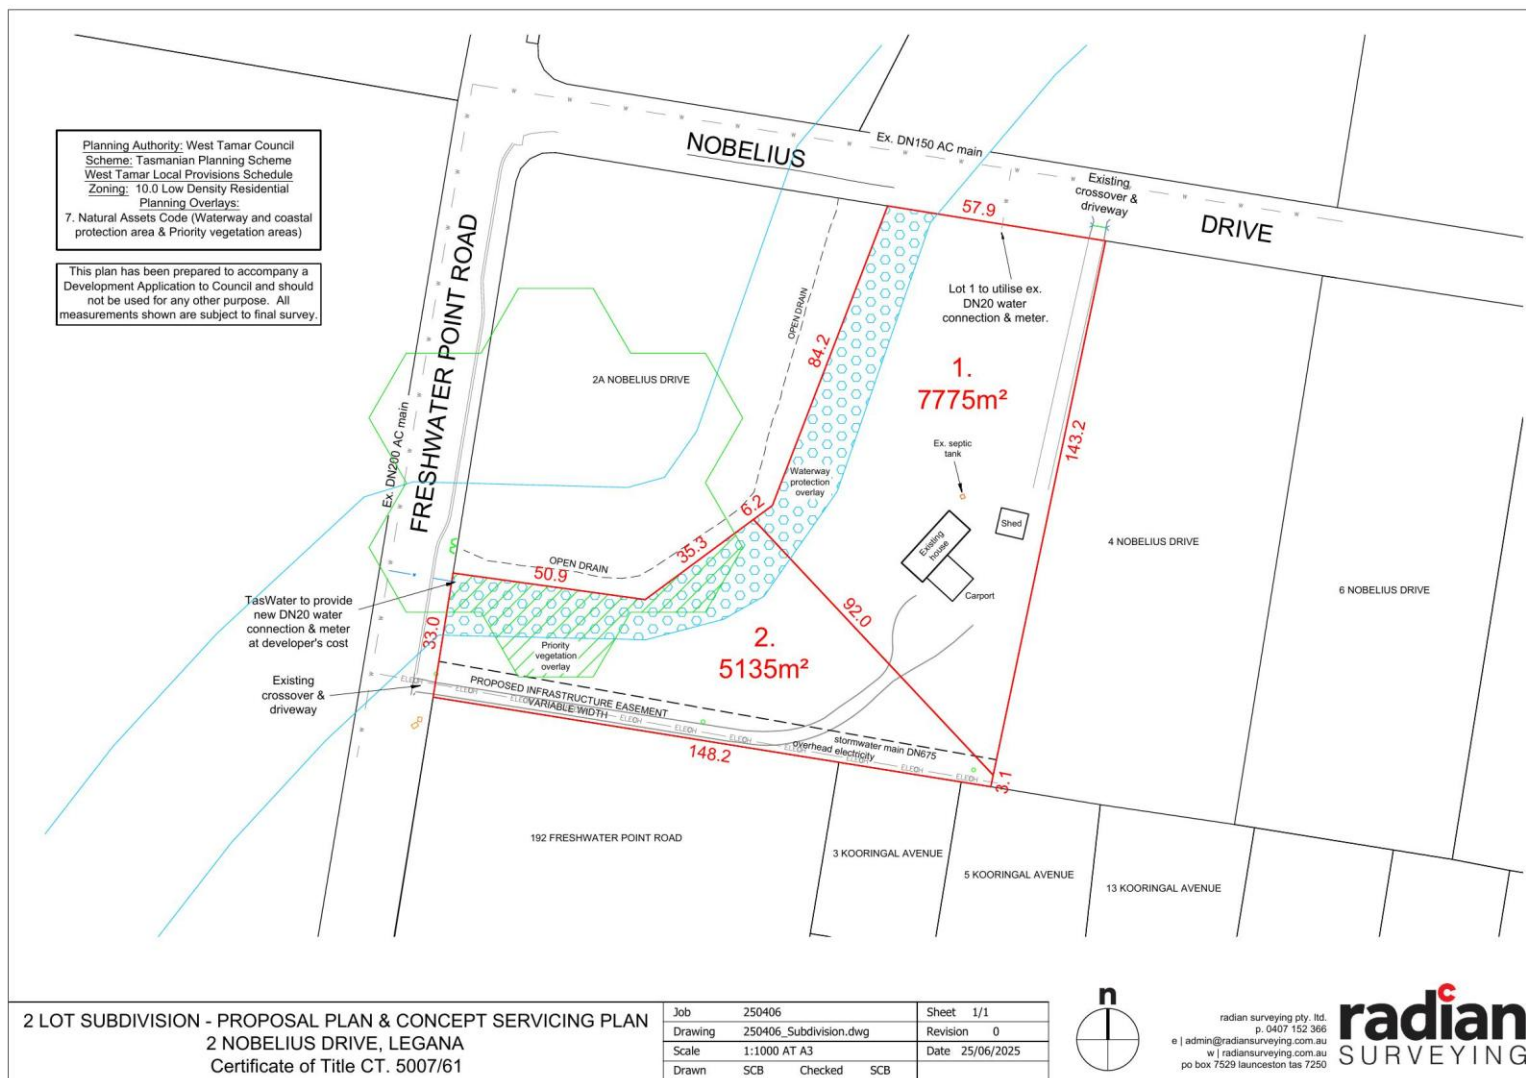 Planning Authority: West Tamar Council
Scheme: Tasmanian Planning Scheme
West Tamar Local Provisions Schedule
Zoning: 10.0 Low Density Residential
Planning Overlays:
7. Natural Assets Code (Waterway and coastal
protection area & Priority vegetation areas)
This plan has been prepared to accompany a
Development Application to Council and should
not be used for any other purpose. All
measurements shown are subject to final survey.
NOBELIUS
DRIVE
Ex. DN150 AC main
Existing
crossover &
driveway
57.9
FRESHWATER POINT ROAD
Ex. DN200 AC main
2A NOBELIUS DRIVE
OPEN DRAIN
84.2
Lot 1 to utilise ex.
DN20 water
connection & meter.
1.
7775m²
143.2
Ex. septic
tank
Waterway
protection
overlay
Shed
Existing
house
Carport
4 NOBELIUS DRIVE
6 NOBELIUS DRIVE
6.2
35.3
OPEN DRAIN
50.9
92.0
33.0
TasWater to provide
new DN20 water
connection & meter
at developer's cost
2.
5135m²
Priority
vegetation
overlay
Existing
crossover &
driveway
PROPOSED INFRASTRUCTURE EASEMENT
VARIABLE WIDTH
ELEOH
ELEOH
ELEOH
ELEOH
ELEOH
ELEOH
ELEOH
ELEOH
ELEOH
ELEOH
stormwater main DN675
overhead electricity
148.2
3.1
192 FRESHWATER POINT ROAD
3 KOORINGAL AVENUE
5 KOORINGAL AVENUE
13 KOORINGAL AVENUE
2 LOT SUBDIVISION - PROPOSAL PLAN & CONCEPT SERVICING PLAN
2 NOBELIUS DRIVE, LEGANA
Certificate of Title CT. 5007/61
Job 250406 Sheet 1/1
Drawing 250406_Subdivision.dwg Revision 0
Scale 1:1000 AT A3 Date 25/06/2025
Drawn SCB Checked SCB
n
radian surveying pty. ltd.
p. 0407 152 366
e | admin@radiansurveying.com.au
w | radiansurveying.com.au
po box 7529 launceston tas 7250
radian
SURVEYING